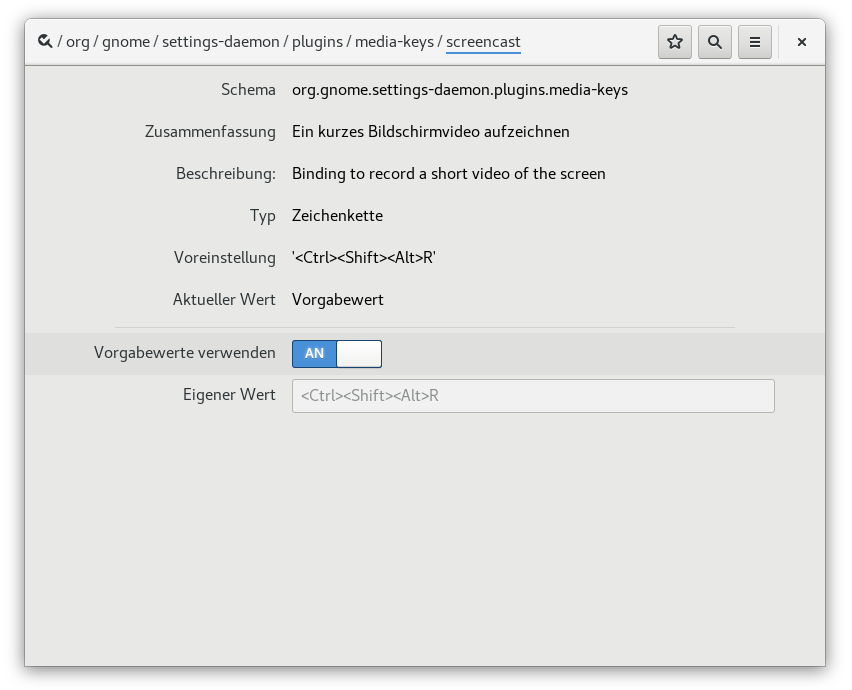 / org / gnome / settings-daemon / plugins / media-keys / screencast
Schema org.gnome.settings-daemon.plugins.media-keys
Zusammenfassung Ein kurzes Bildschirmvideo aufzeichnen
Beschreibung: Binding to record a short video of the screen
Typ Zeichenkette
Voreinstellung '<Ctrl><Shift><Alt>R'
Aktueller Wert Vorgabewert
Vorgabewerte verwenden AN
Eigener Wert <Ctrl><Shift><Alt>R